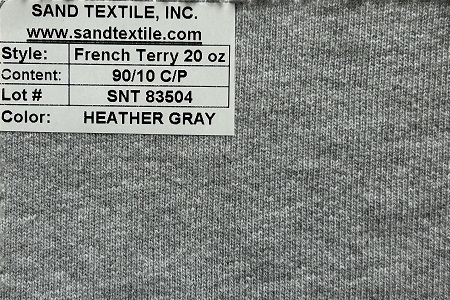 SAND TEXTILE, INC.
www.sandtextile.com
Style: French Terry 20 oz
Content: 90/10 C/P
Lot # SNT 83504
Color: HEATHER GRAY